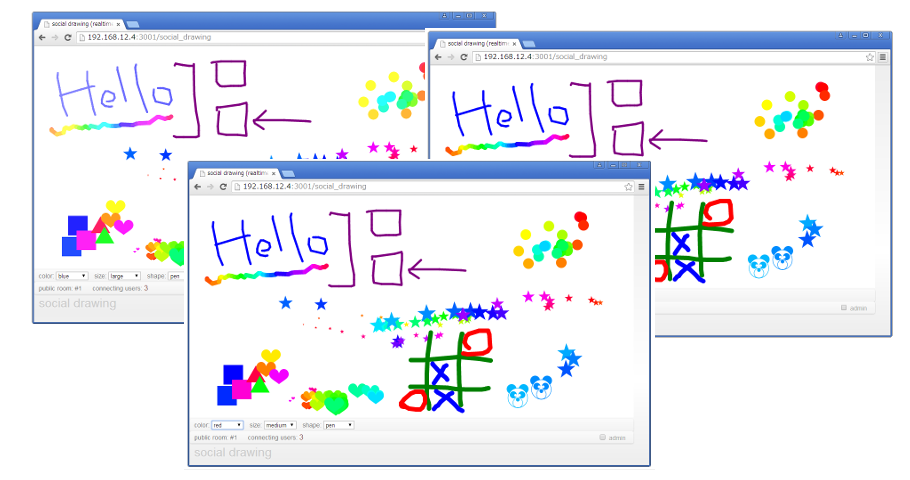 social drawing (realtime
192.168.12.4:3001/social_drawing
Hello
color: blue size: large shape: pen
public room: #1 connecting users: 3
social drawing
social drawing (realtime
192.168.12.4:3001/social_drawing
Hello
admin
social drawing (realtime
192.168.12.4:3001/social_drawing
Hello
color: red size: medium shape: pen
public room: #1 connecting users: 3 admin
social drawing